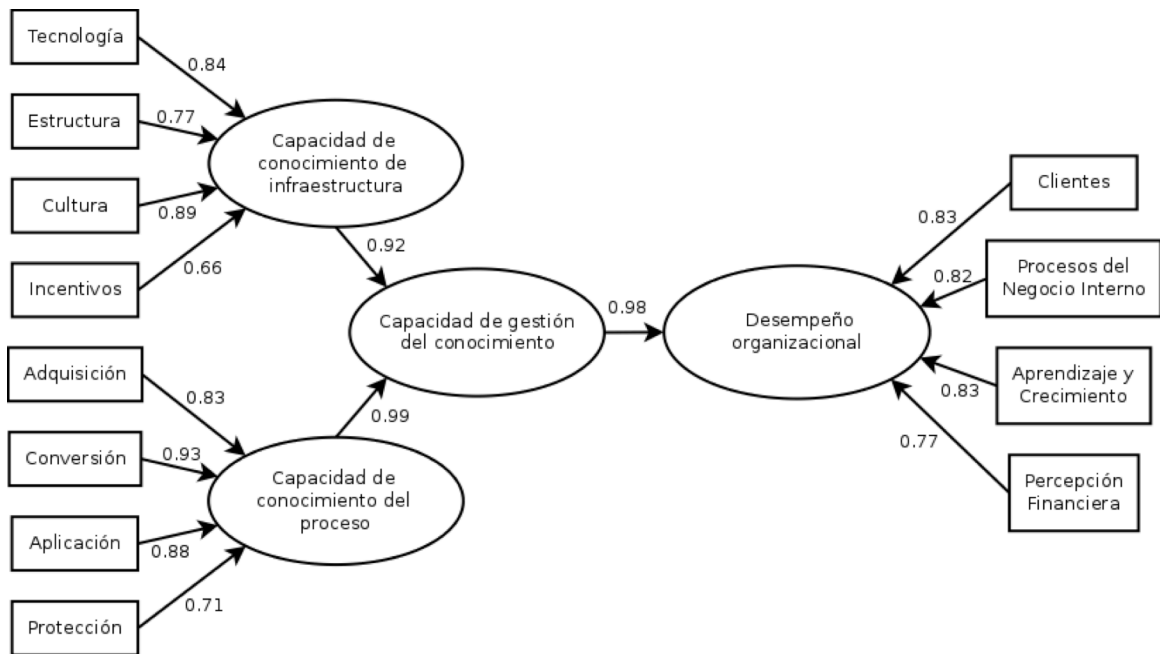 Tecnología
0.84
Estructura
0.77
Cultura
0.89
Incentivos
0.66
Capacidad de
conocimiento de
infraestructura
0.92
Adquisición
0.83
Conversión
0.93
Aplicación
0.88
Protección
0.71
Capacidad de
conocimiento del
proceso
0.99
Capacidad de gestión
del conocimiento
0.98
Desempeño
organizacional
Clientes
0.83
Procesos del
Negocio Interno
0.82
Aprendizaje y
Crecimiento
0.83
Percepción
Financiera
0.77